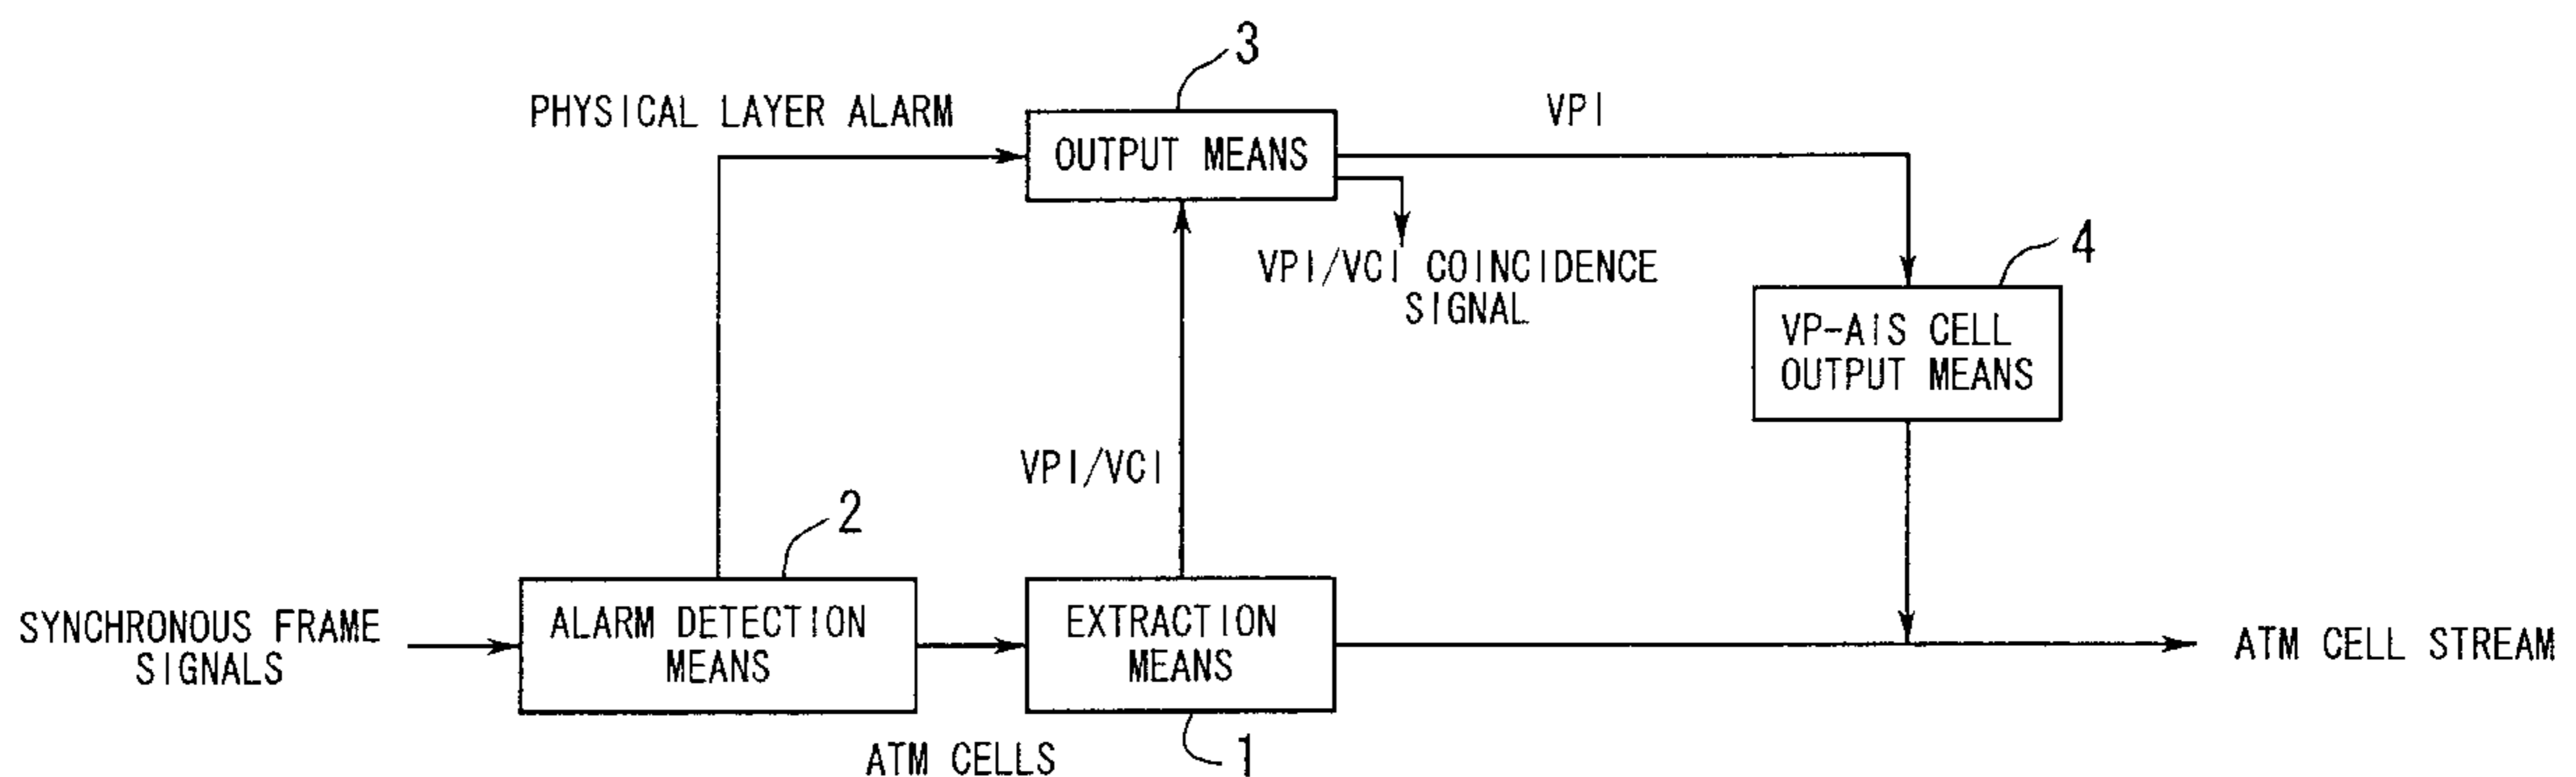 3
PHYSICAL LAYER ALARM
OUTPUT MEANS
VPI
VPI/VCI COINCIDENCE
SIGNAL
4
VP-AIS CELL
OUTPUT MEANS
VPI/VCI
2
SYNCHRONOUS FRAME
SIGNALS
ALARM DETECTION
MEANS
EXTRACTION
MEANS
ATM CELL STREAM
ATM CELLS
1